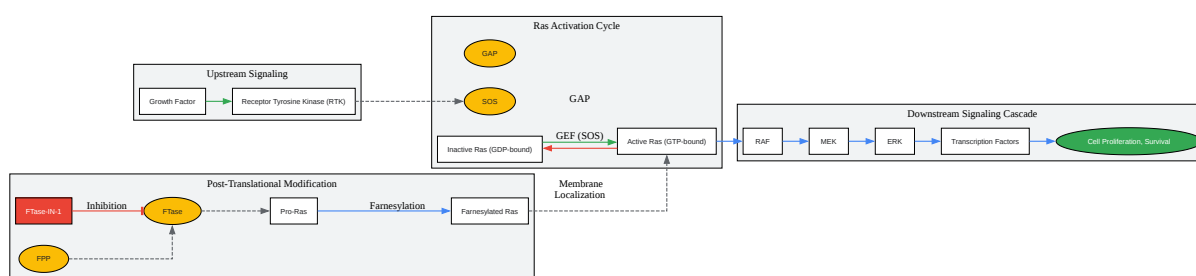 Ras Activation Cycle
GAP
Upstream Signaling
Growth Factor
Receptor Tyrosine Kinase (RTK)
SOS
GAP
Downstream Signaling Cascade
GEF (SOS)
Inactive Ras (GDP-bound)
Active Ras (GTP-bound)
RAF
MEK
ERK
Transcription Factors
Cell Proliferation, Survival
Post-Translational Modification
Membrane
Localization
FTase-IN-1
Inhibition
FTase
Pro-Ras
Farnesylation
Farnesylated Ras
FPP